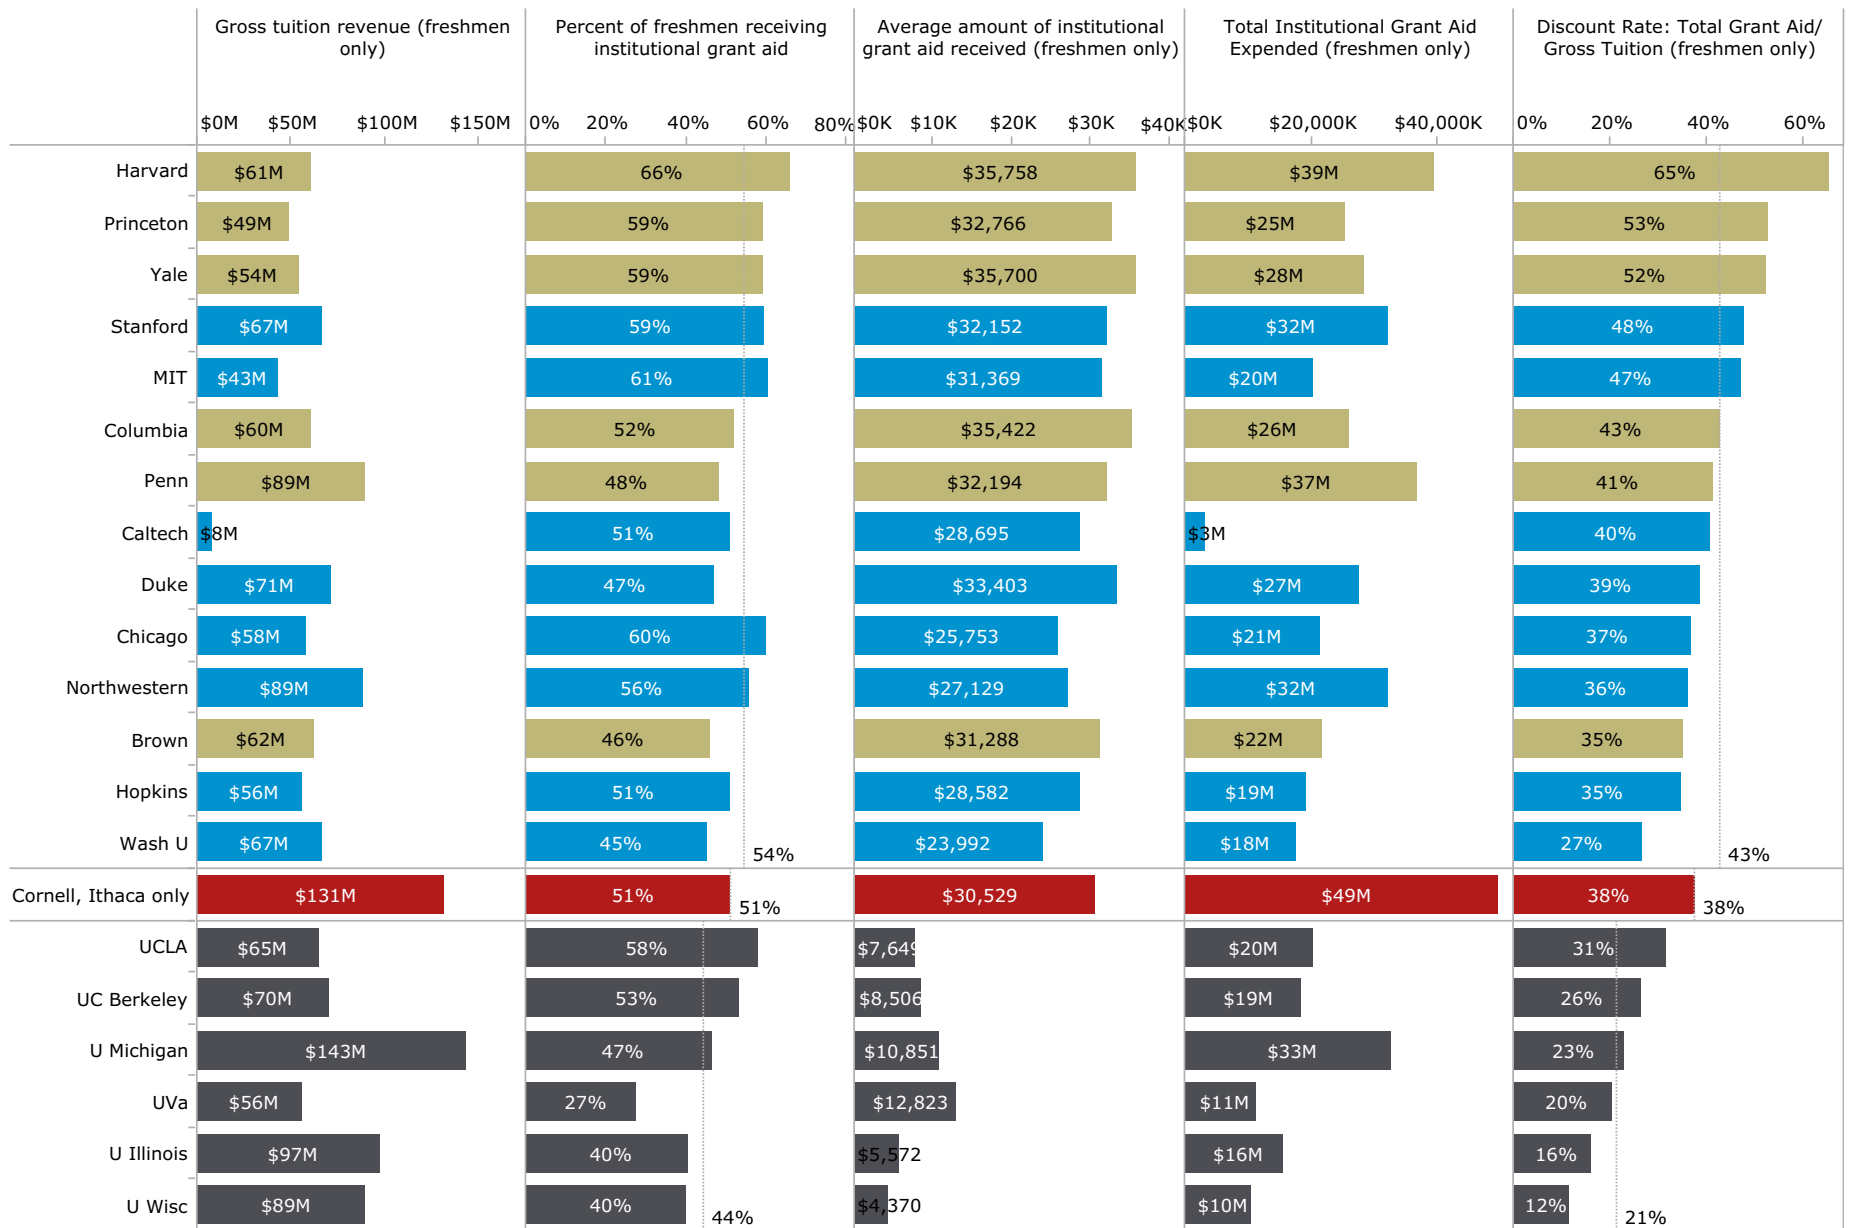 Gross tuition revenue (freshmen
only)
Percent of freshmen receiving
institutional grant aid
Average amount of institutional
grant aid received (freshmen only)
Total Institutional Grant Aid
Expended (freshmen only)
Discount Rate: Total Grant Aid/
Gross Tuition (freshmen only)
$0M $50M $100M $150M 0% 20% 40% 60% 80% $0K $10K $20K $30K $40K $0K $20,000K $40,000K 0% 20% 40% 60%
Harvard $61M 66% $35,758 $39M 65%
Princeton $49M 59% $32,766 $25M 53%
Yale $54M 59% $35,700 $28M 52%
Stanford $67M 59% $32,152 $32M 48%
MIT $43M 61% $31,369 $20M 47%
Columbia $60M 52% $35,422 $26M 43%
Penn $89M 48% $32,194 $37M 41%
Caltech $8M 51% $28,695 $3M 40%
Duke $71M 47% $33,403 $27M 39%
Chicago $58M 60% $25,753 $21M 37%
Northwestern $89M 56% $27,129 $32M 36%
Brown $62M 46% $31,288 $22M 35%
Hopkins $56M 51% $28,582 $19M 35%
Wash U $67M 45% $23,992 $18M 27%
54% 43%
Cornell, Ithaca only $131M 51% $30,529 $49M 38%
51% 38%
UCLA $65M 58% $7,649 $20M 31%
UC Berkeley $70M 53% $8,506 $19M 26%
U Michigan $143M 47% $10,851 $33M 23%
UVa $56M 27% $12,823 $11M 20%
U Illinois $97M 40% $5,572 $16M 16%
U Wisc $89M 40% $4,370 $10M 12%
44% 21%